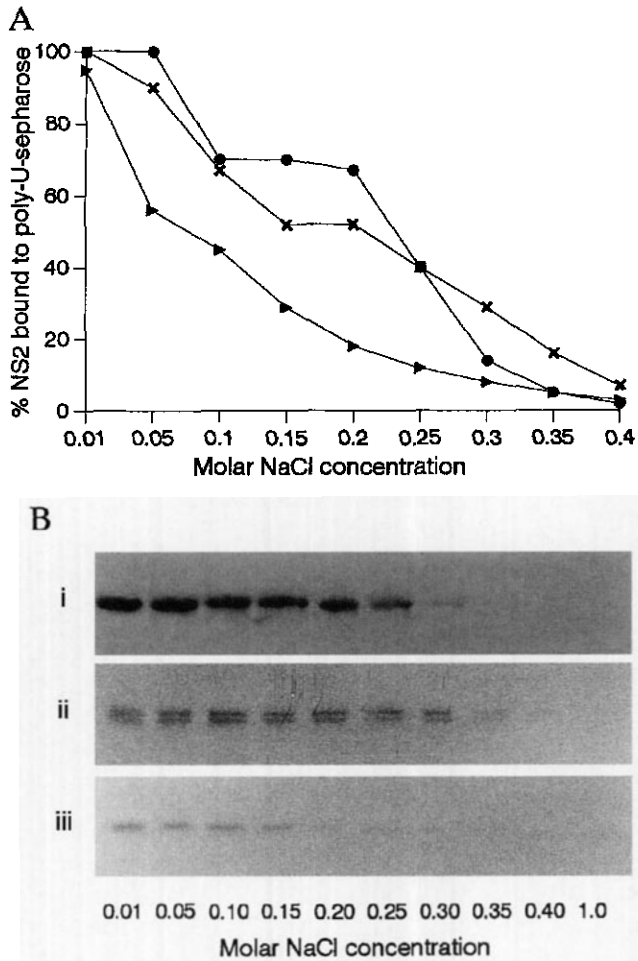 A
% NS2 bound to poly-U-sepharose
100
80
60
40
20
0
0.01 0.05 0.1 0.15 0.2 0.25 0.3 0.35 0.4
Molar NaCl concentration
B
i
ii
iii
0.01 0.05 0.10 0.15 0.20 0.25 0.30 0.35 0.40 1.0
Molar NaCl concentration